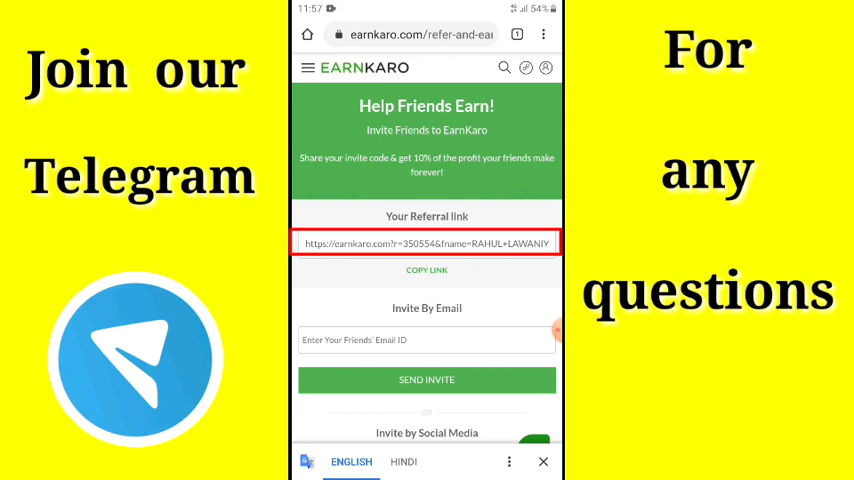 Join our
Telegram
11:57
54%
earnkaro.com/refer-and-ear
1
EARNKARO
Help Friends Earn!
Invite Friends to EarnKaro
Share your invite code & get 10% of the profit your friends make
forever!
Your Referral link
https://earnkaro.com?r=350554&fname=RAHUL+LAWANIY
COPY LINK
Invite By Email
Enter Your Friends' Email ID
SEND INVITE
OR
Invite by Social Media
ENGLISH
HINDI
For
any
questions